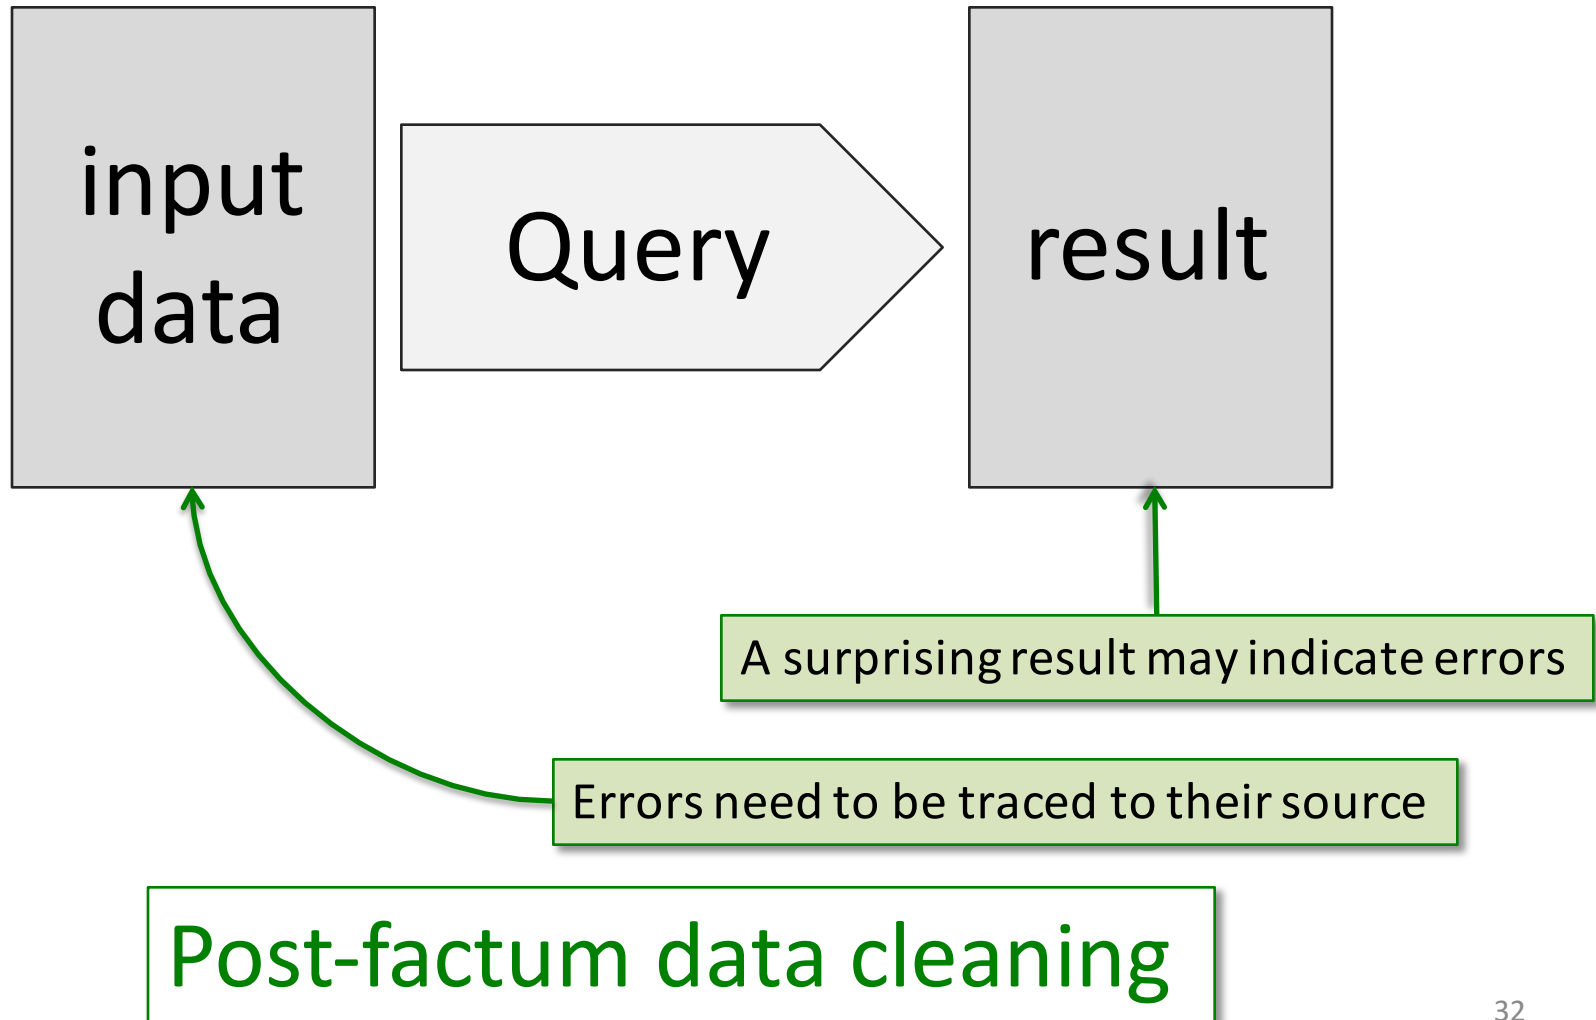 input
data
Query
result
A surprising result may indicate errors
Errors need to be traced to their source
Post-factum data cleaning
32